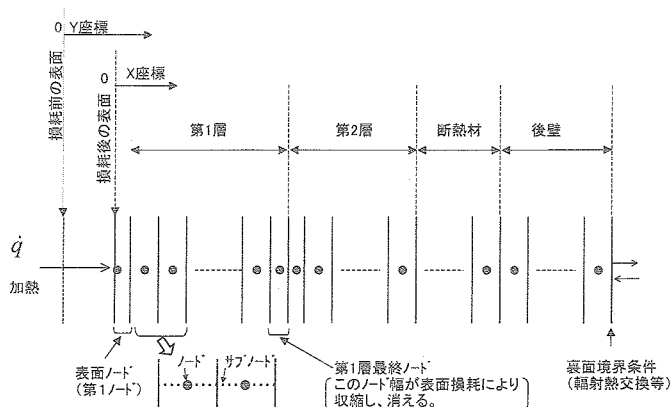 0 Y座標
0 X座標
損耗前の表面
損耗後の表面
第1層
第2層
断熱材
後壁
q̇
加熱
表面ノード
(第1ノード)
ノード
サブノード
第1層最終ノード
このノード幅が表面損耗により
収縮し、消える。
裏面境界条件
(輻射熱交換等)